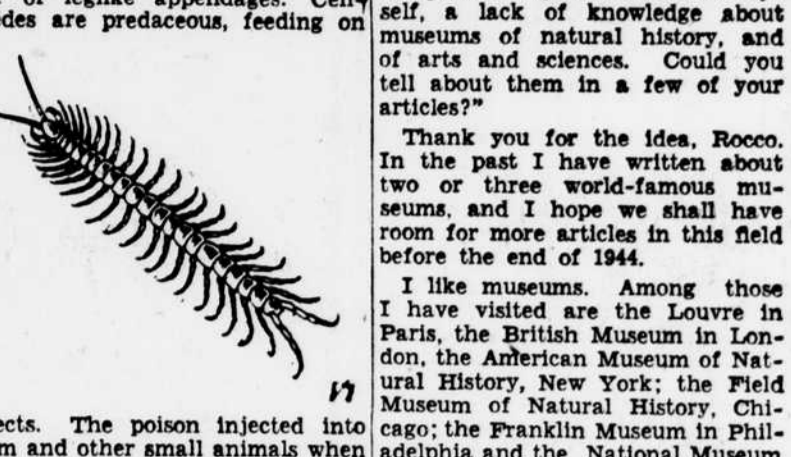 of leglike appendages. Cen-
edes are predaceous, feeding on
17
ects. The poison injected into
m and other small animals when
self, a lack of knowledge about
museums of natural history, and
of arts and sciences. Could you
tell about them in a few of your
articles?"
Thank you for the idea, Rocco.
In the past I have written about
two or three world-famous mu-
seums, and I hope we shall have
room for more articles in this field
before the end of 1944.
I like museums. Among those
I have visited are the Louvre in
Paris, the British Museum in Lon-
don, the American Museum of Nat-
ural History, New York; the Field
Museum of Natural History, Chi-
cago; the Franklin Museum in Phil-
adelphia and the National Museum